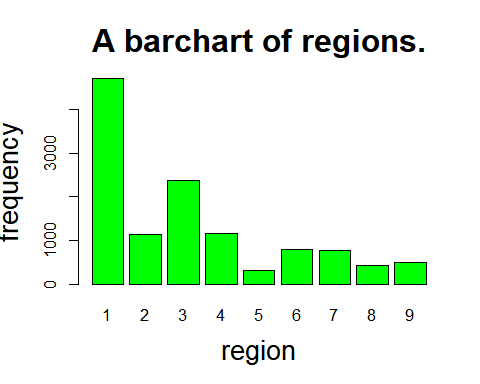 A barchart of regions.
frequency
3000
1000
0
1 2 3 4 5 6 7 8 9
region